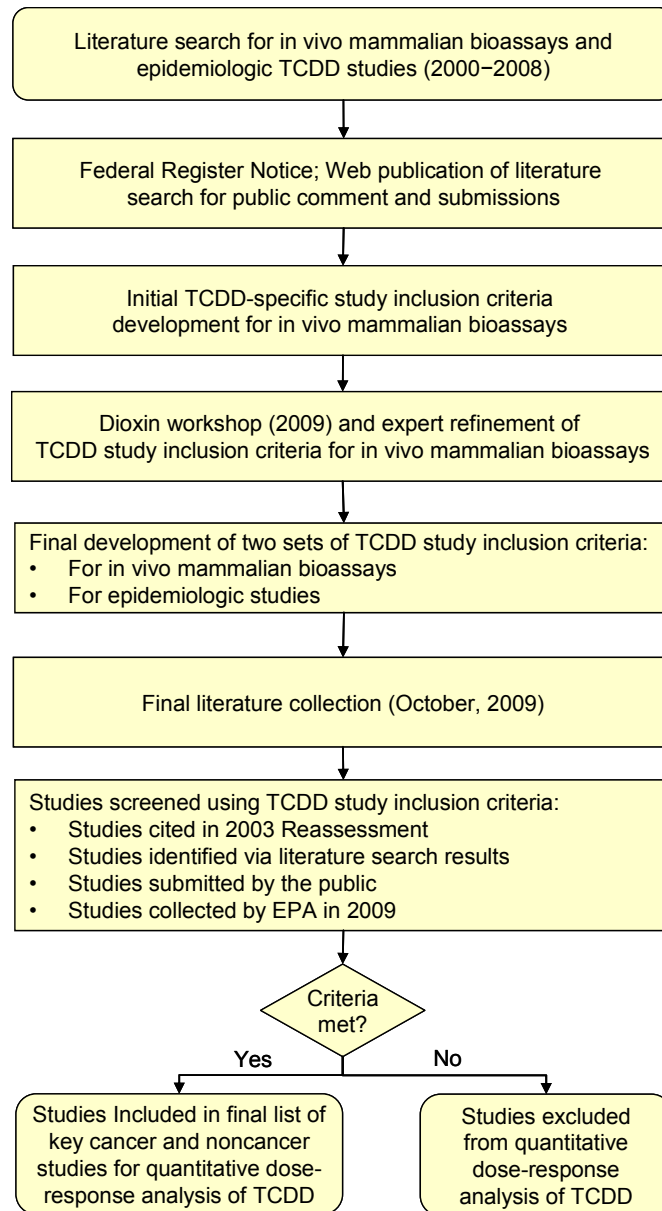 Literature search for in vivo mammalian bioassays and
epidemiologic TCDD studies (2000−2008)
Federal Register Notice; Web publication of literature
search for public comment and submissions
Initial TCDD-specific study inclusion criteria
development for in vivo mammalian bioassays
Dioxin workshop (2009) and expert refinement of
TCDD study inclusion criteria for in vivo mammalian bioassays
Final development of two sets of TCDD study inclusion criteria:
• For in vivo mammalian bioassays
• For epidemiologic studies
Final literature collection (October, 2009)
Studies screened using TCDD study inclusion criteria:
• Studies cited in 2003 Reassessment
• Studies identified via literature search results
• Studies submitted by the public
• Studies collected by EPA in 2009
Criteria
met?
Yes
No
Studies Included in final list of
key cancer and noncancer
studies for quantitative dose-
response analysis of TCDD
Studies excluded
from quantitative
dose-response
analysis of TCDD